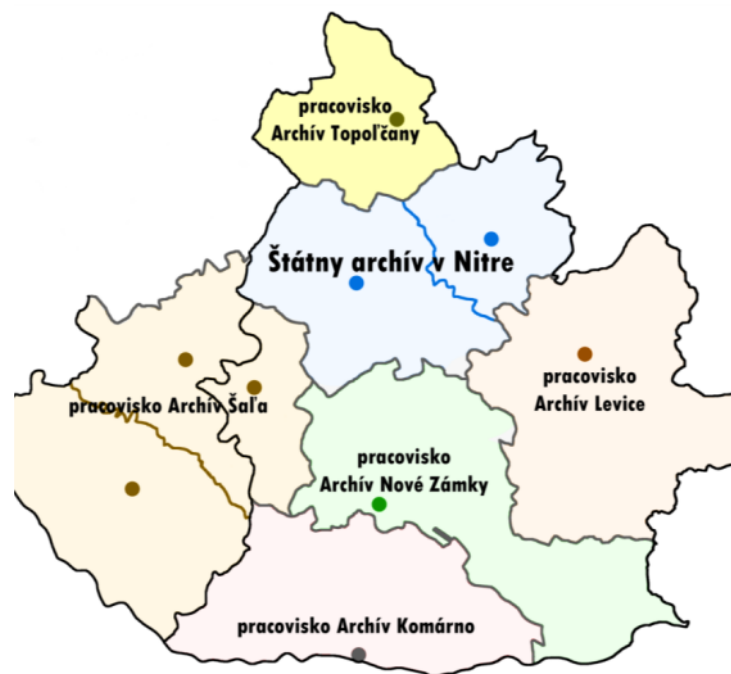 pracovisko
Archív Topoľčany
Štátny archív v Nitre
pracovisko
Archív Levice
pracovisko Archív Šaľa
pracovisko
Archív Nové Zámky
pracovisko Archív Komárno